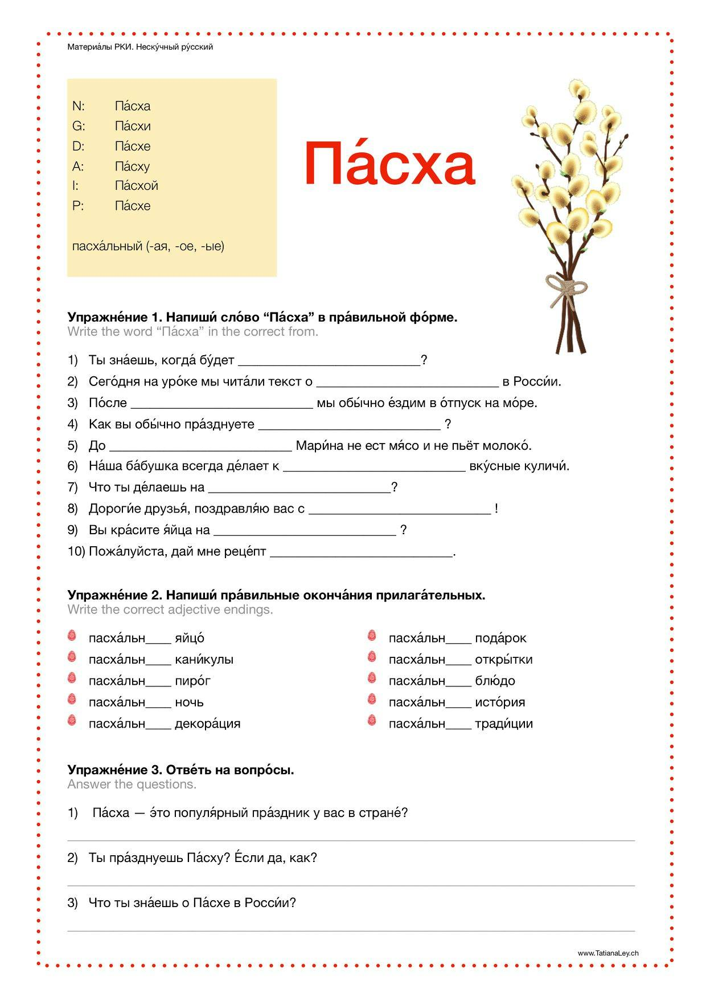 Материа́лы РКИ. Неску́чный ру́сский
N: Па́сха
G: Па́схи
D: Па́схе
A: Па́сху
I: Па́схой
P: Па́схе
пасха́льный (-ая, -ое, -ые)
Па́сха
Упражне́ние 1. Напиши́ сло́во “Па́сха” в пра́вильной фо́рме.
Write the word “Па́сха” in the correct from.
1) Ты зна́ешь, когда́ бу́дет ____________________________?
2) Сего́дня на уро́ке мы чита́ли текст о ____________________________ в Росси́и.
3) По́сле ____________________________ мы обы́чно е́здим в о́тпуск на мо́ре.
4) Как вы обы́чно пра́зднуете ____________________________ ?
5) До ____________________________ Мари́на не ест мя́со и не пьёт молоко́.
6) На́ша ба́бушка всегда де́лает к ____________________________ вку́сные куличи́.
7) Что ты де́лаешь на ____________________________?
8) Дороги́е друзья́, поздравля́ю вас с ____________________________ !
9) Вы кра́сите я́йца на ____________________________ ?
10) Пожа́луйста, дай мне реце́пт ____________________________.
Упражне́ние 2. Напиши́ пра́вильные оконча́ния прилага́тельных.
Write the correct adjective endings.
пасха́льн____ яйцо́
пасха́льн____ кани́кулы
пасха́льн____ пиро́г
пасха́льн____ ночь
пасха́льн____ декора́ция
пасха́льн____ пода́рок
пасха́льн____ откры́тки
пасха́льн____ блю́до
пасха́льн____ исто́рия
пасха́льн____ тради́ции
Упражне́ние 3. Отве́ть на вопро́сы.
Answer the questions.
1) Па́сха — э́то популя́рный пра́здник у вас в стране́?
2) Ты пра́зднуешь Па́сху? Е́сли да, как?
3) Что ты зна́ешь о Па́схе в Росси́и?
www.TatianaLey.ch